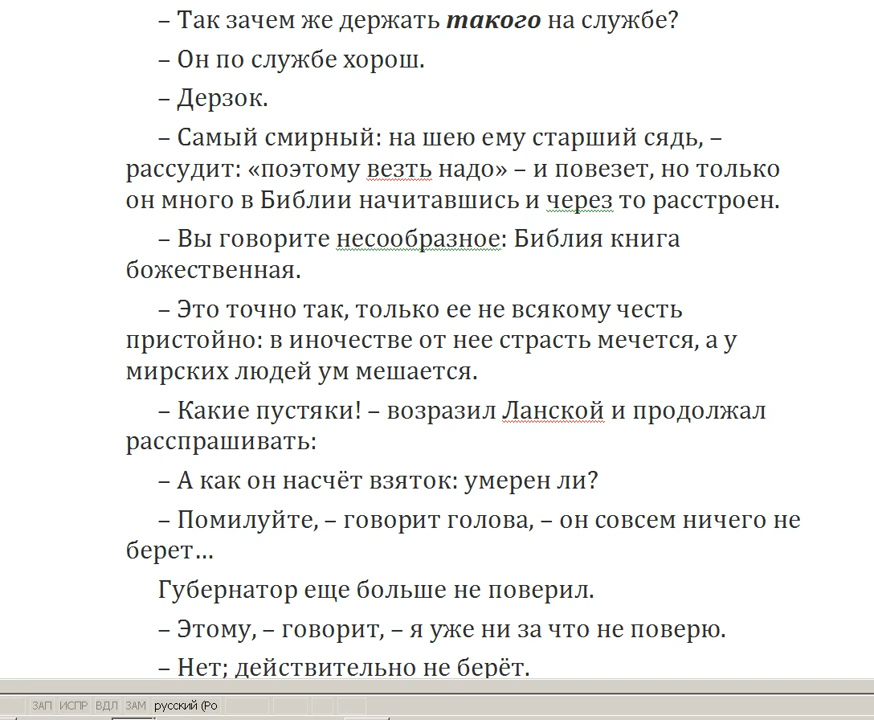 – Так зачем же держать такого на службе?
– Он по службе хорош.
– Дерзок.
– Самый смирный: на шею ему старший сядь, –
рассудит: «поэтому везть надо» – и повезет, но только
он много в Библии начитавшись и через то расстроен.
– Вы говорите несообразное: Библия книга
божественная.
– Это точно так, только ее не всякому честь
пристойно: в иночестве от нее страсть мечется, а у
мирских людей ум мешается.
– Какие пустяки! – возразил Ланской и продолжал
расспрашивать:
– А как он насчёт взяток: умерен ли?
– Помилуйте, – говорит голова, – он совсем ничего не
берет…
Губернатор еще больше не поверил.
– Этому, – говорит, – я уже ни за что не поверю.
– Нет; действительно не берёт.
ЗАП ИСПР ВДЛ ЗАМ русский (Ро